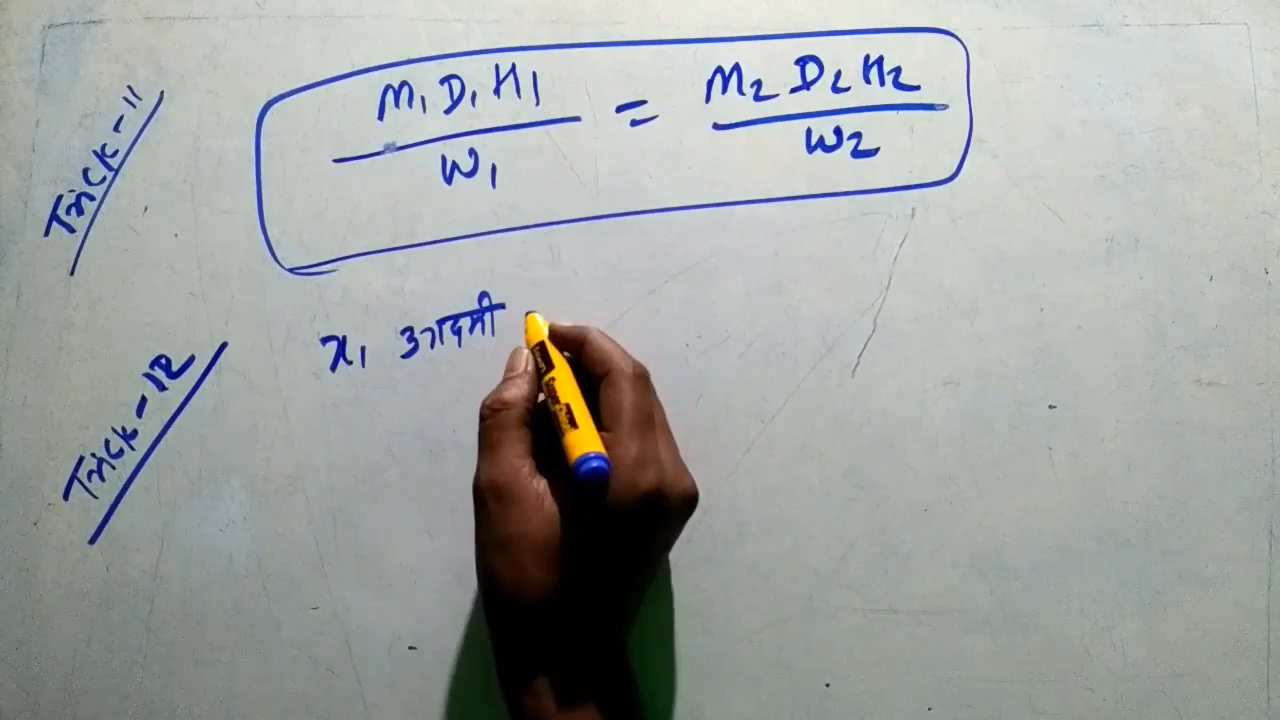 Trick-11
M₁ D₁ H₁ / W₁ = M₂ D₂ H₂ / W₂
Trick-12
x₁ आदमी